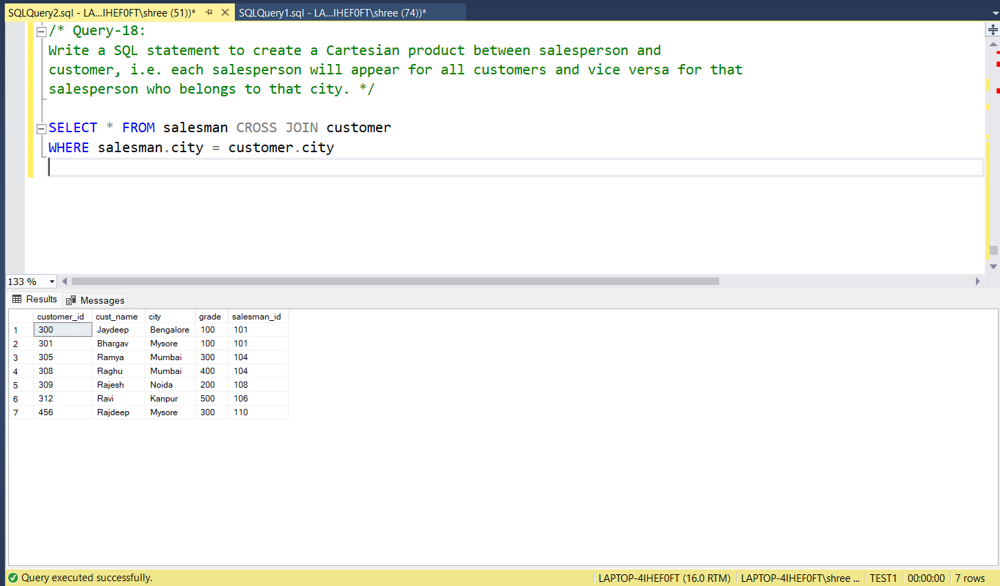 SQLQuery2.sql - LA...IHEF0FT\shree (51))* SQLQuery1.sql - LA...IHEF0FT\shree (74))*
/* Query-18:
Write a SQL statement to create a Cartesian product between salesperson and
customer, i.e. each salesperson will appear for all customers and vice versa for that
salesperson who belongs to that city. */
SELECT * FROM salesman CROSS JOIN customer
WHERE salesman.city = customer.city
133 %
Results Messages
customer_id cust_name city grade salesman_id
1 300 Jaydeep Bengalore 100 101
2 301 Bhargav Mysore 100 101
3 305 Ramya Mumbai 300 104
4 308 Raghu Mumbai 400 104
5 309 Rajesh Noida 200 108
6 312 Ravi Kanpur 500 106
7 456 Rajdeep Mysore 300 110
Query executed successfully. LAPTOP-4IHEF0FT (16.0 RTM) LAPTOP-4IHEF0FT\shree ... TEST1 00:00:00 7 rows